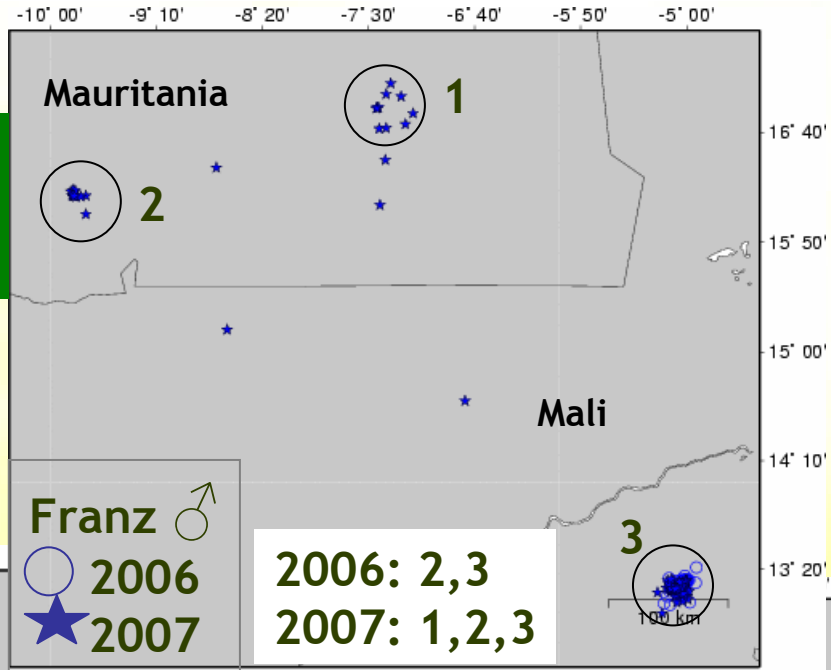 -10° 00' -9° 10' -8° 20' -7° 30' -6° 40' -5° 50' -5° 00'
Mauritania
1
16° 40'
2
15° 50'
15° 00'
Mali
14° 10'
Franz ♂
3
2006
2006: 2,3
13° 20'
2007
2007: 1,2,3
100 km